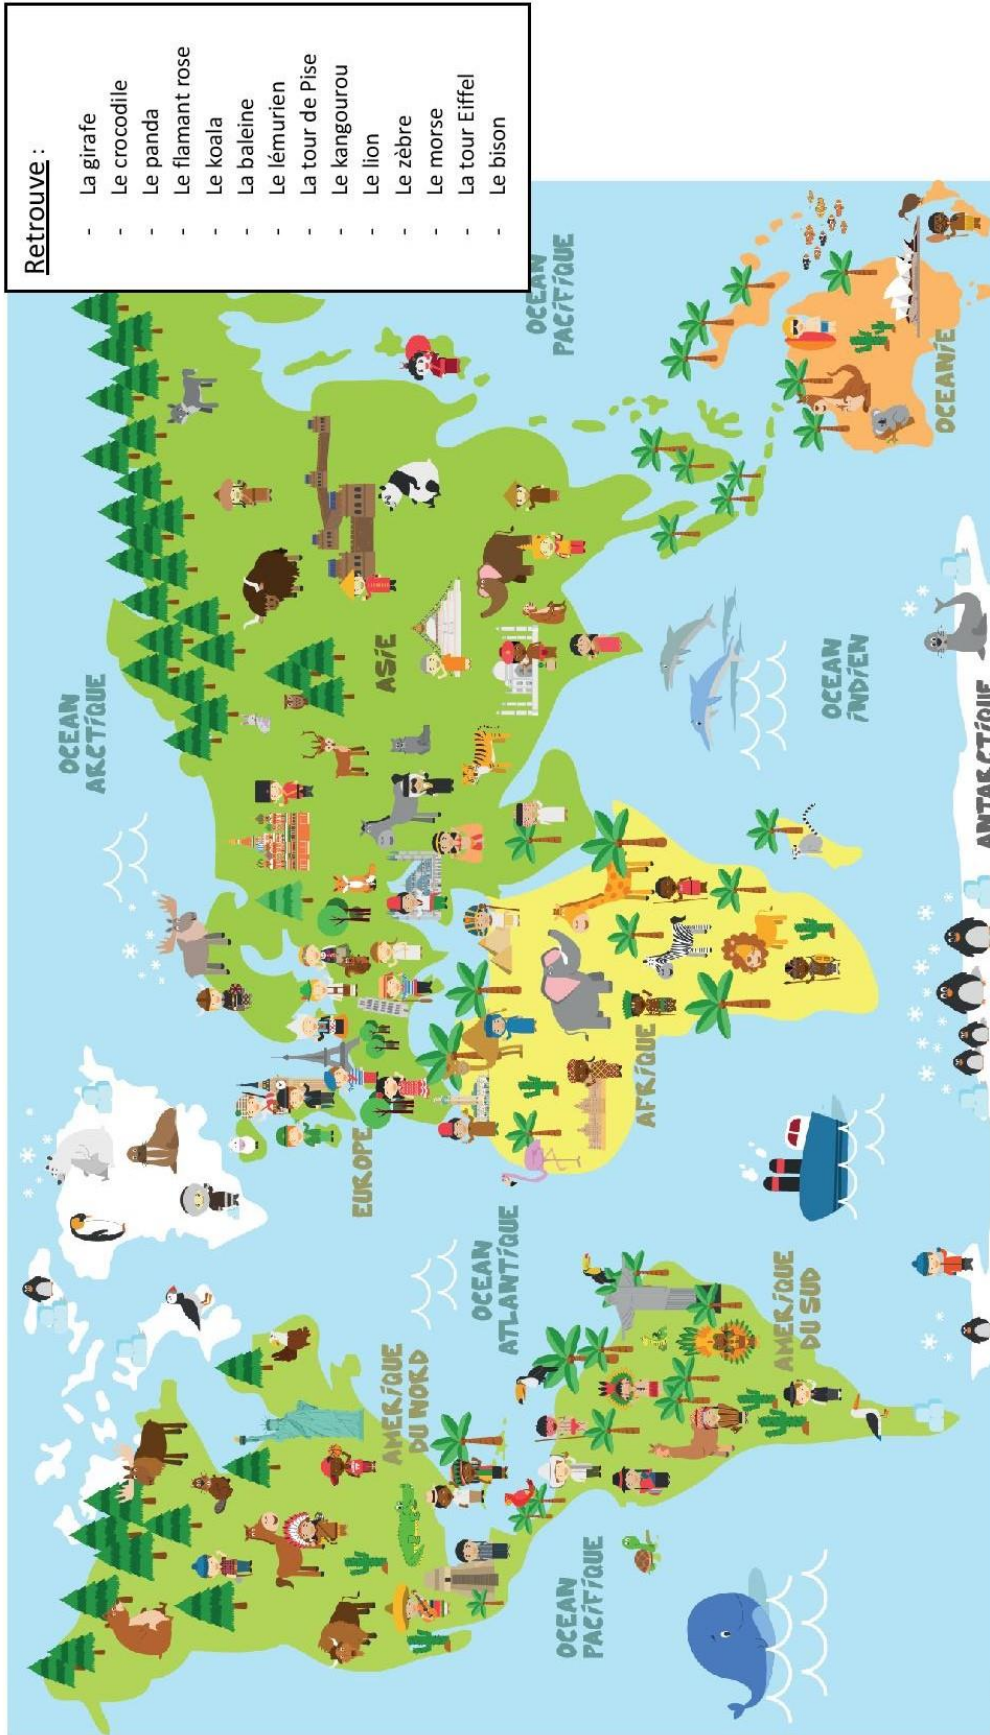 Retrouve :
- La girafe
- Le crocodile
- Le panda
- Le flamant rose
- Le koala
- La baleine
- Le lémurien
- La tour de Pise
- Le kangourou
- Le lion
- Le zèbre
- Le morse
- La tour Eiffel
- Le bison
OCEAN
ARCTIQUE
ASIE
OCEAN
PACIFIQUE
EUROPE
AMERIQUE
DU NORD
OCEAN
ATLANTIQUE
AFRIQUE
OCEAN
PACIFIQUE
AMERIQUE
DU SUD
OCEAN
INDIEN
OCEANIE
ANTARCTIQUE